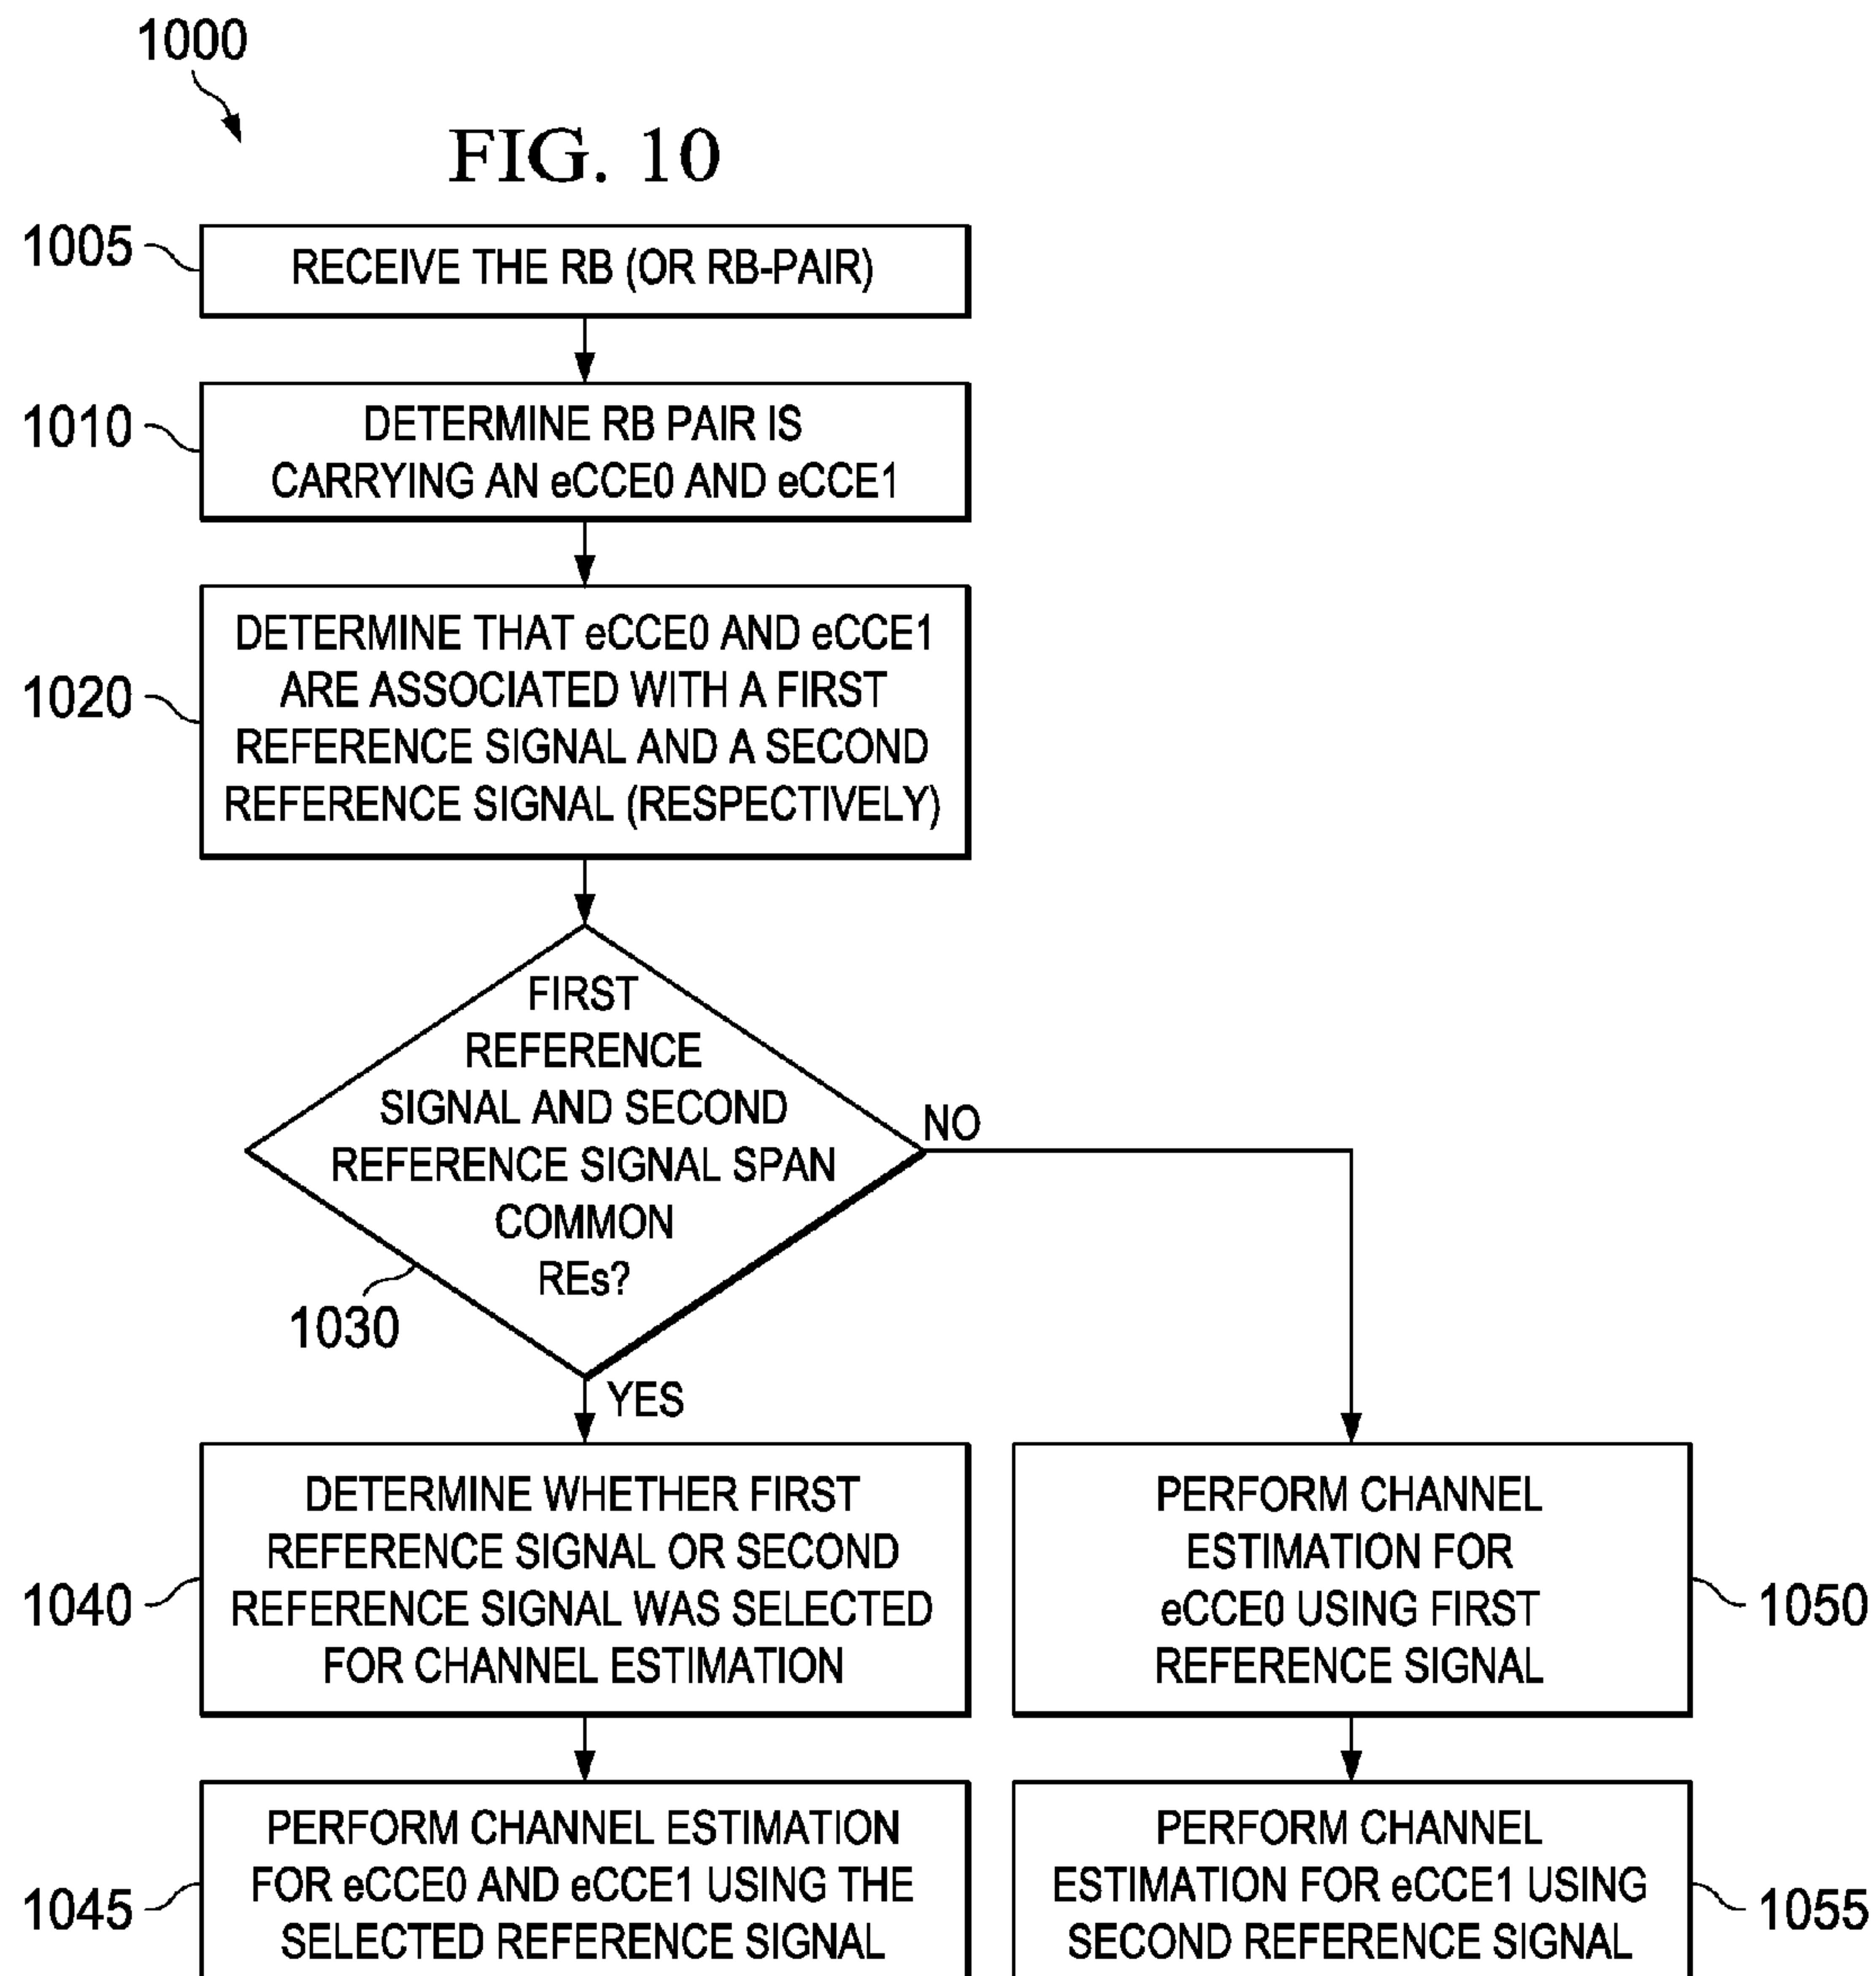 1000
FIG. 10
1005
RECEIVE THE RB (OR RB-PAIR)
1010
DETERMINE RB PAIR IS
CARRYING AN eCCE0 AND eCCE1
1020
DETERMINE THAT eCCE0 AND eCCE1
ARE ASSOCIATED WITH A FIRST
REFERENCE SIGNAL AND A SECOND
REFERENCE SIGNAL (RESPECTIVELY)
FIRST
REFERENCE
SIGNAL AND SECOND
REFERENCE SIGNAL SPAN
COMMON
REs?
1030
NO
YES
1040
DETERMINE WHETHER FIRST
REFERENCE SIGNAL OR SECOND
REFERENCE SIGNAL WAS SELECTED
FOR CHANNEL ESTIMATION
PERFORM CHANNEL
ESTIMATION FOR
eCCE0 USING FIRST
REFERENCE SIGNAL
1050
1045
PERFORM CHANNEL ESTIMATION
FOR eCCE0 AND eCCE1 USING THE
SELECTED REFERENCE SIGNAL
PERFORM CHANNEL
ESTIMATION FOR eCCE1 USING
SECOND REFERENCE SIGNAL
1055